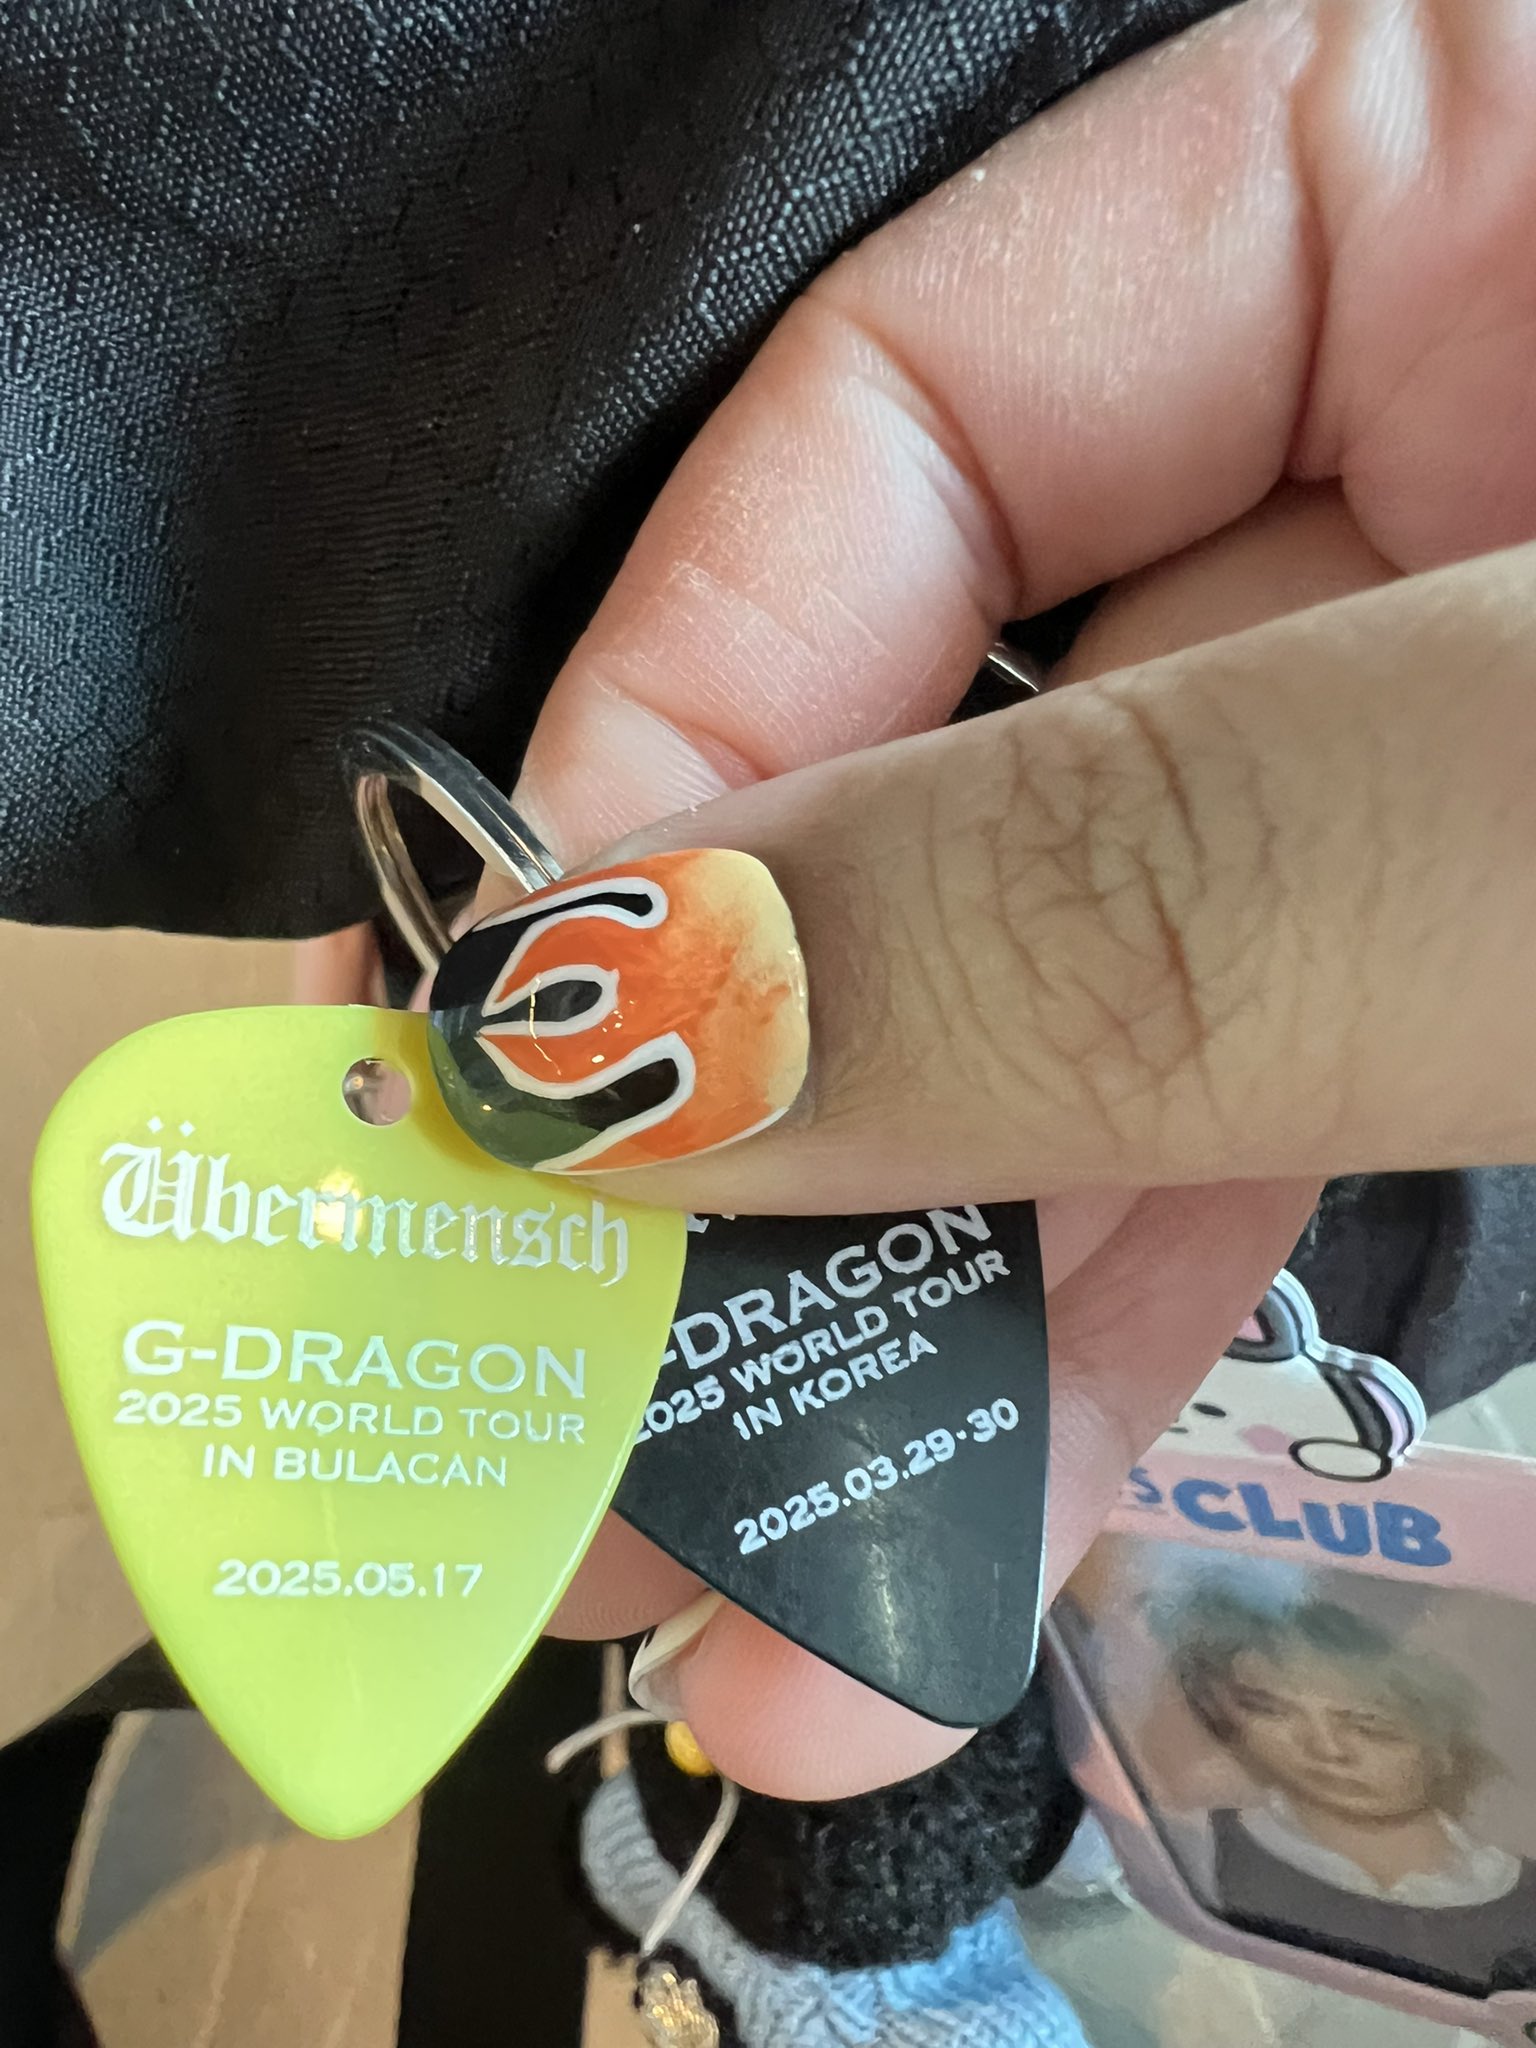 Übermensch
G-DRAGON
2025 WORLD TOUR
IN BULACAN
2025.05.17
-DRAGON
2025 WORLD TOUR
IN KOREA
2025.03.29·30
CLUB